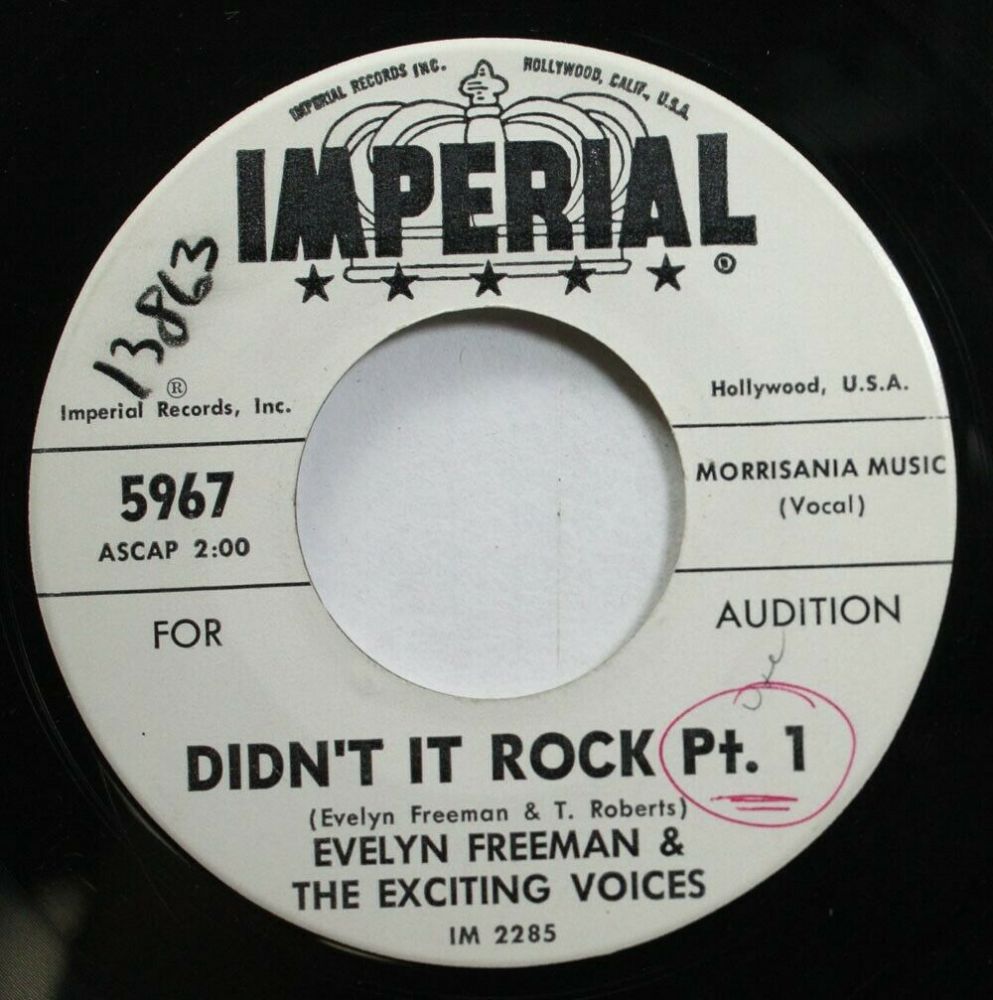 IMPERIAL RECORDS INC. HOLLYWOOD, CALIF., U.S.A.
IMPERIAL
®
13863
®
Imperial Records, Inc.
Hollywood, U.S.A.
5967
ASCAP 2:00
MORRISANIA MUSIC
(Vocal)
FOR
AUDITION
DIDN'T IT ROCK Pt. 1
(Evelyn Freeman & T. Roberts)
EVELYN FREEMAN &
THE EXCITING VOICES
IM 2285